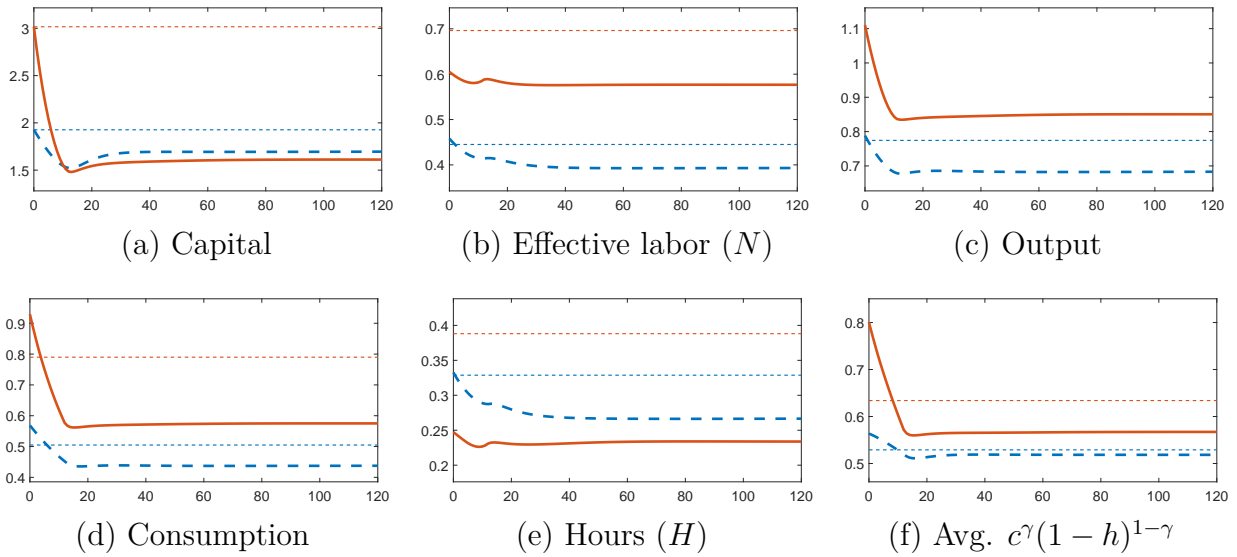 3
2.5
2
1.5
0 20 40 60 80 100 120
(a) Capital
0.7
0.6
0.5
0.4
0 20 40 60 80 100 120
(b) Effective labor (N)
1.1
1
0.9
0.8
0.7
0 20 40 60 80 100 120
(c) Output
0.9
0.8
0.7
0.6
0.5
0.4
0 20 40 60 80 100 120
(d) Consumption
0.4
0.35
0.3
0.25
0.2
0 20 40 60 80 100 120
(e) Hours (H)
0.8
0.7
0.6
0.5
0 20 40 60 80 100 120
(f) Avg. c^γ(1 − h)^{1−γ}